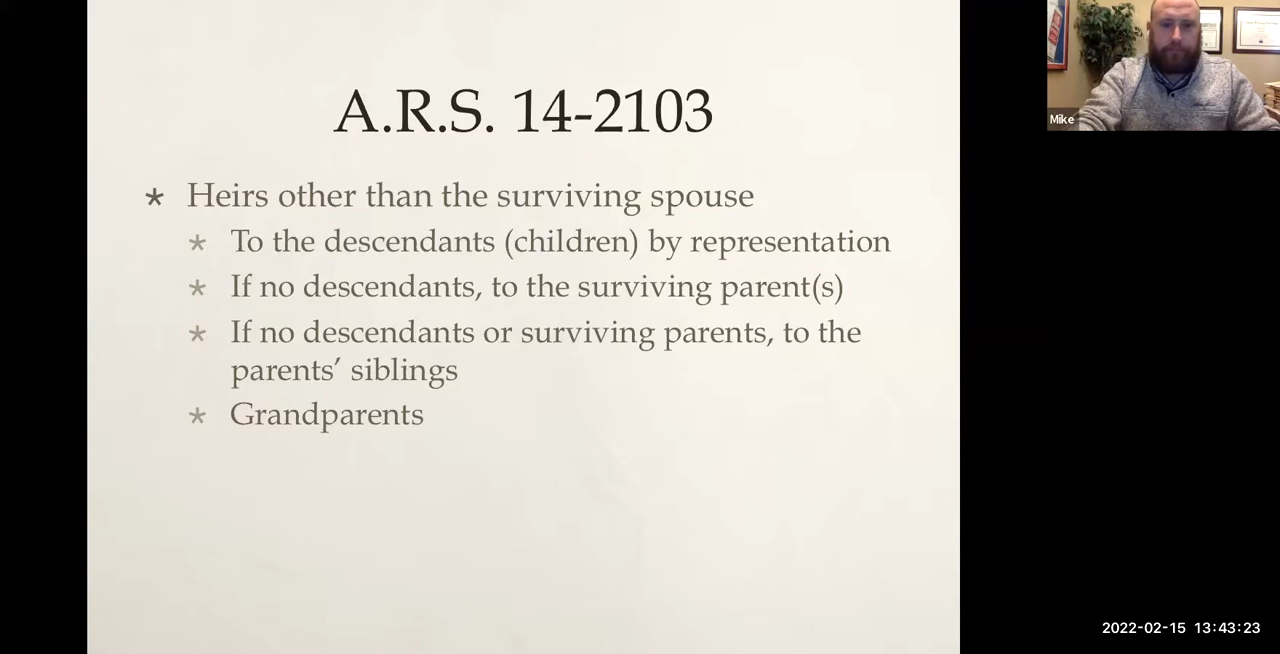 A.R.S. 14-2103
* Heirs other than the surviving spouse
* To the descendants (children) by representation
* If no descendants, to the surviving parent(s)
* If no descendants or surviving parents, to the
parents’ siblings
* Grandparents
Mike
2022-02-15 13:43:23